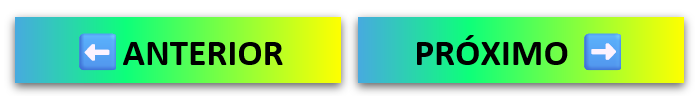 ⬅️ ANTERIOR
PRÓXIMO ➡️